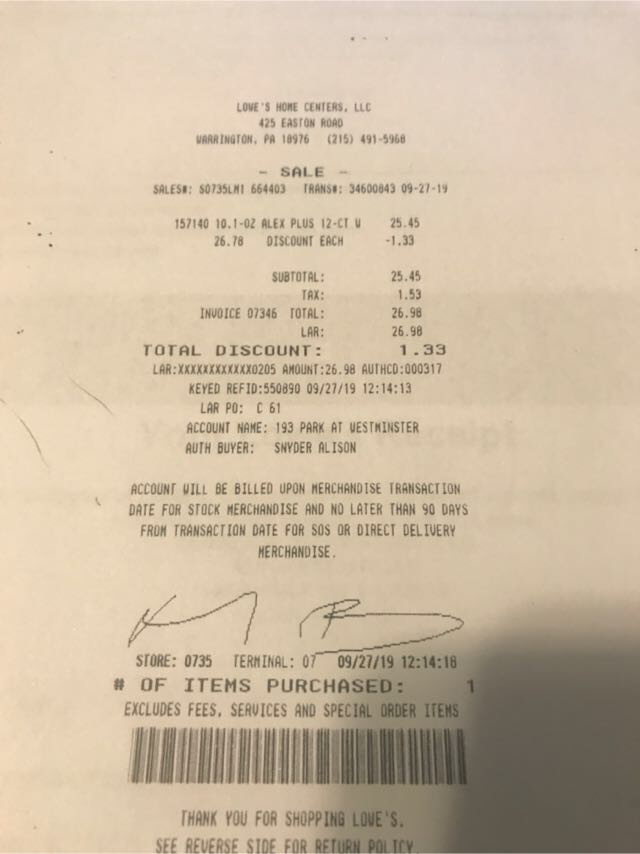 LOWE'S HOME CENTERS, LLC
425 EASTON ROAD
WARRINGTON, PA 18976 (215) 491-5968
- SALE -
SALES#: S0735LM1 664403 TRANS#: 34600843 09-27-19
157140 10.1-OZ ALEX PLUS 12-CT W 25.45
26.78 DISCOUNT EACH -1.33
SUBTOTAL: 25.45
TAX: 1.53
INVOICE 07346 TOTAL: 26.98
LAR: 26.98
TOTAL DISCOUNT: 1.33
LAR:XXXXXXXXXXXX0205 AMOUNT:26.98 AUTHCD:000317
KEYED REFID:550890 09/27/19 12:14:13
LAR PO: C 61
ACCOUNT NAME: 193 PARK AT WESTMINSTER
AUTH BUYER: SNYDER ALISON
ACCOUNT WILL BE BILLED UPON MERCHANDISE TRANSACTION
DATE FOR STOCK MERCHANDISE AND NO LATER THAN 90 DAYS
FROM TRANSACTION DATE FOR SOS OR DIRECT DELIVERY
MERCHANDISE.
STORE: 0735 TERMINAL: 07 09/27/19 12:14:18
# OF ITEMS PURCHASED: 1
EXCLUDES FEES, SERVICES AND SPECIAL ORDER ITEMS
THANK YOU FOR SHOPPING LOWE'S.
SEE REVERSE SIDE FOR RETURN POLICY.